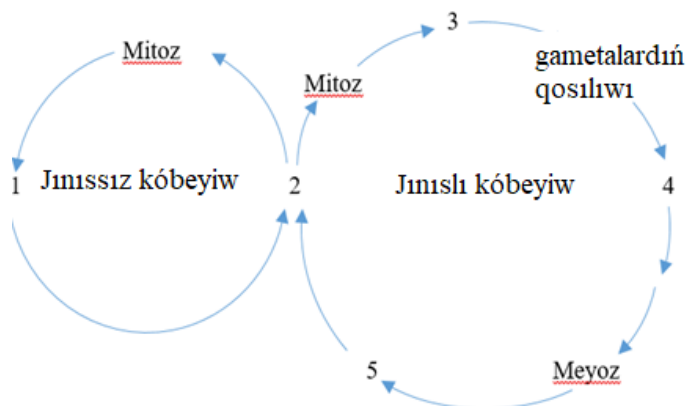 3
Mitoz
gametalardıń
qosılıwı
Mitoz
1
Jınıssız kóbeyiw
2
Jınıslı kóbeyiw
4
5
Meyoz